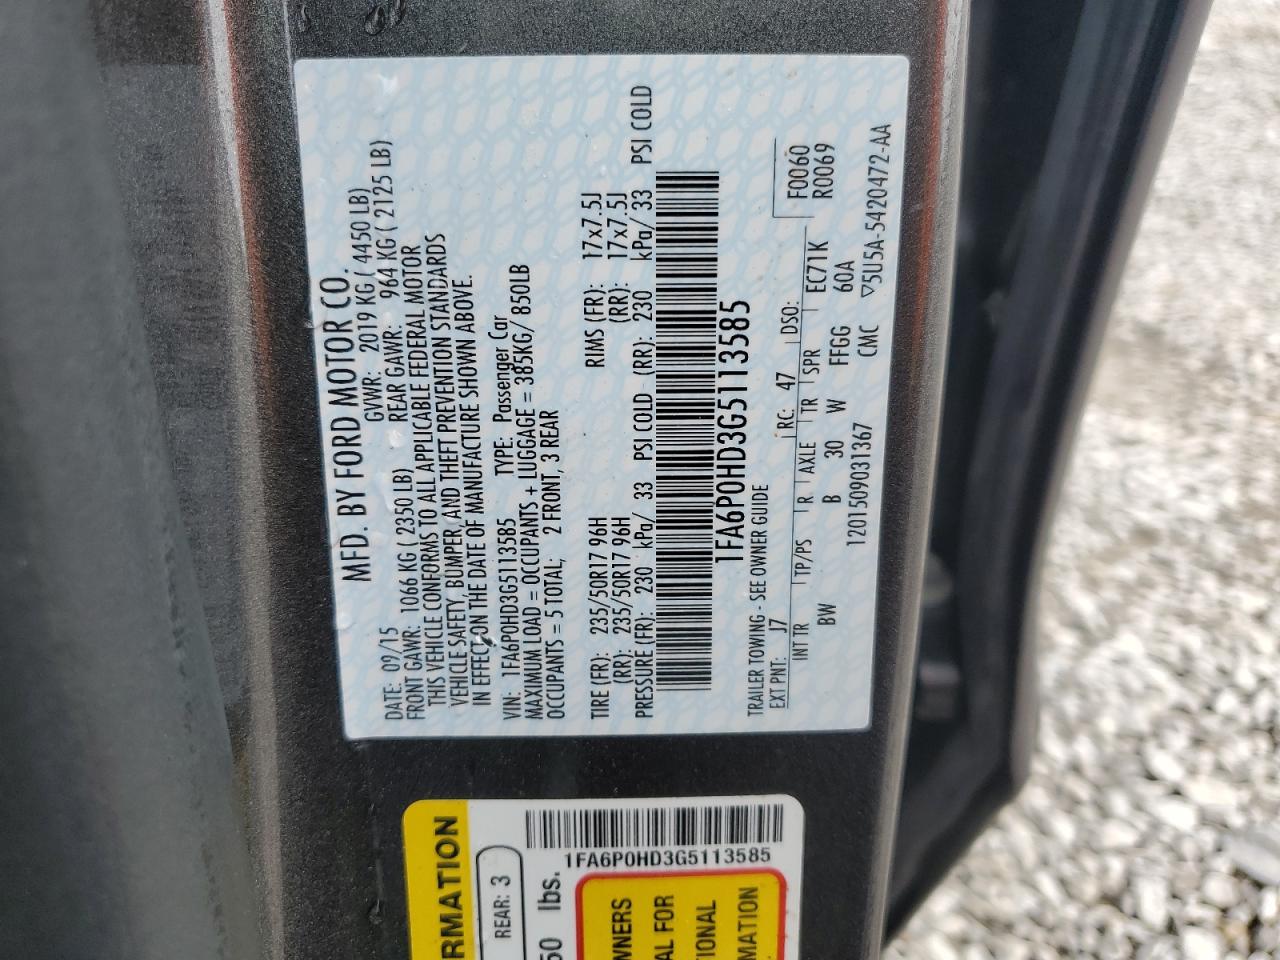 MFD. BY FORD MOTOR CO.
DATE: 09/15 GVWR: 2019 KG ( 4450 LB)
FRONT GAWR: 1066 KG ( 2350 LB) REAR GAWR: 964 KG ( 2125 LB)
THIS VEHICLE CONFORMS TO ALL APPLICABLE FEDERAL MOTOR
VEHICLE SAFETY, BUMPER, AND THEFT PREVENTION STANDARDS
IN EFFECT ON THE DATE OF MANUFACTURE SHOWN ABOVE.
VIN: 1FA6P0HD3G5113585 TYPE: Passenger Car
MAXIMUM LOAD = OCCUPANTS + LUGGAGE = 385KG/ 850LB
OCCUPANTS = 5 TOTAL; 2 FRONT, 3 REAR
TIRE (FR): 235/50R17 96H RIMS (FR): 17x7.5J
(RR): 235/50R17 96H (RR): 17x7.5J
PRESSURE (FR): 230 kPa/ 33 PSI COLD (RR): 230 kPa/ 33 PSI COLD
1FA6P0HD3G5113585
TRAILER TOWING - SEE OWNER GUIDE
EXT PNT: J7 RC: 47 DSO: F0060
R0069
INT TR TP/PS R AXLE TR SPR EC71K
BW B 30 W FFGG 60A
1201509031367 CMC ▽5U5A-5420472-AA
RMATION
REAR: 3
50 lbs.
1FA6P0HD3G5113585
WNERS
AL FOR
TIONAL
MATION